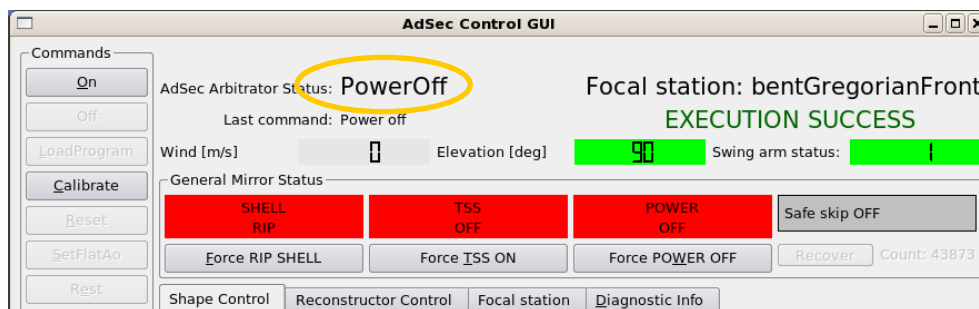 AdSec Control GUI
Commands
On
Off
LoadProgram
Calibrate
Reset
SetFlatAo
Rest
AdSec Arbitrator Status: PowerOff
Focal station: bentGregorianFront
Last command: Power off
EXECUTION SUCCESS
Wind [m/s] 0 Elevation [deg] 90 Swing arm status: 1
General Mirror Status
SHELL
RIP
TSS
OFF
POWER
OFF
Safe skip OFF
Force RIP SHELL
Force TSS ON
Force POWER OFF
Recover
Count: 43873
Shape Control
Reconstructor Control
Focal station
Diagnostic Info